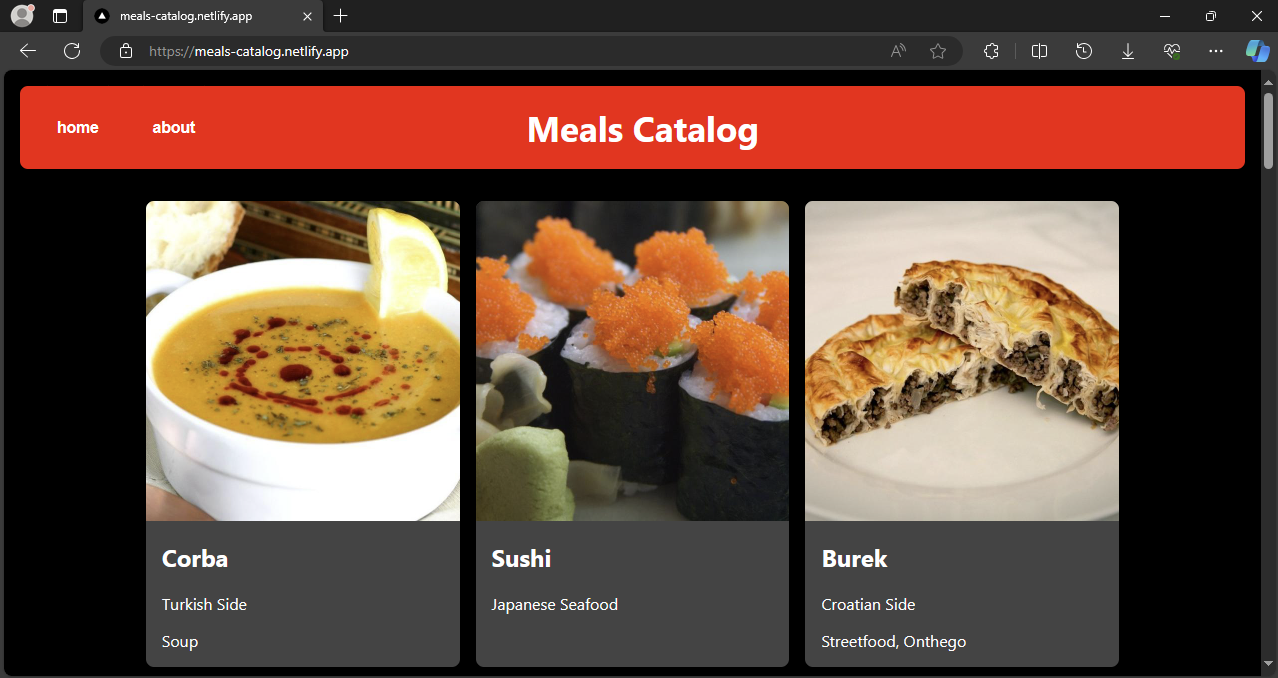 meals-catalog.netlify.app
https://meals-catalog.netlify.app
home
about
Meals Catalog
Corba
Turkish Side
Soup
Sushi
Japanese Seafood
Burek
Croatian Side
Streetfood, Onthego